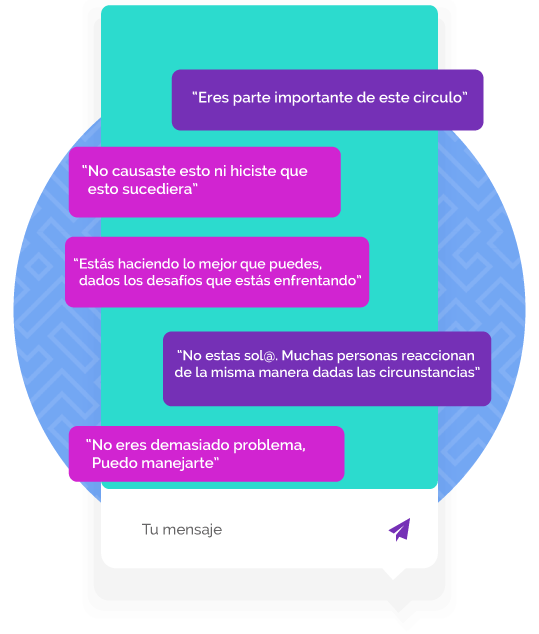 “Eres parte importante de este circulo”
“No causaste esto ni hiciste que
esto sucediera”
“Estás haciendo lo mejor que puedes,
dados los desafios que estás enfrentando”
“No estas sol@. Muchas personas reaccionan
de la misma manera dadas las circunstancias”
“No eres demasiado problema,
Puedo manejarte”
Tu mensaje